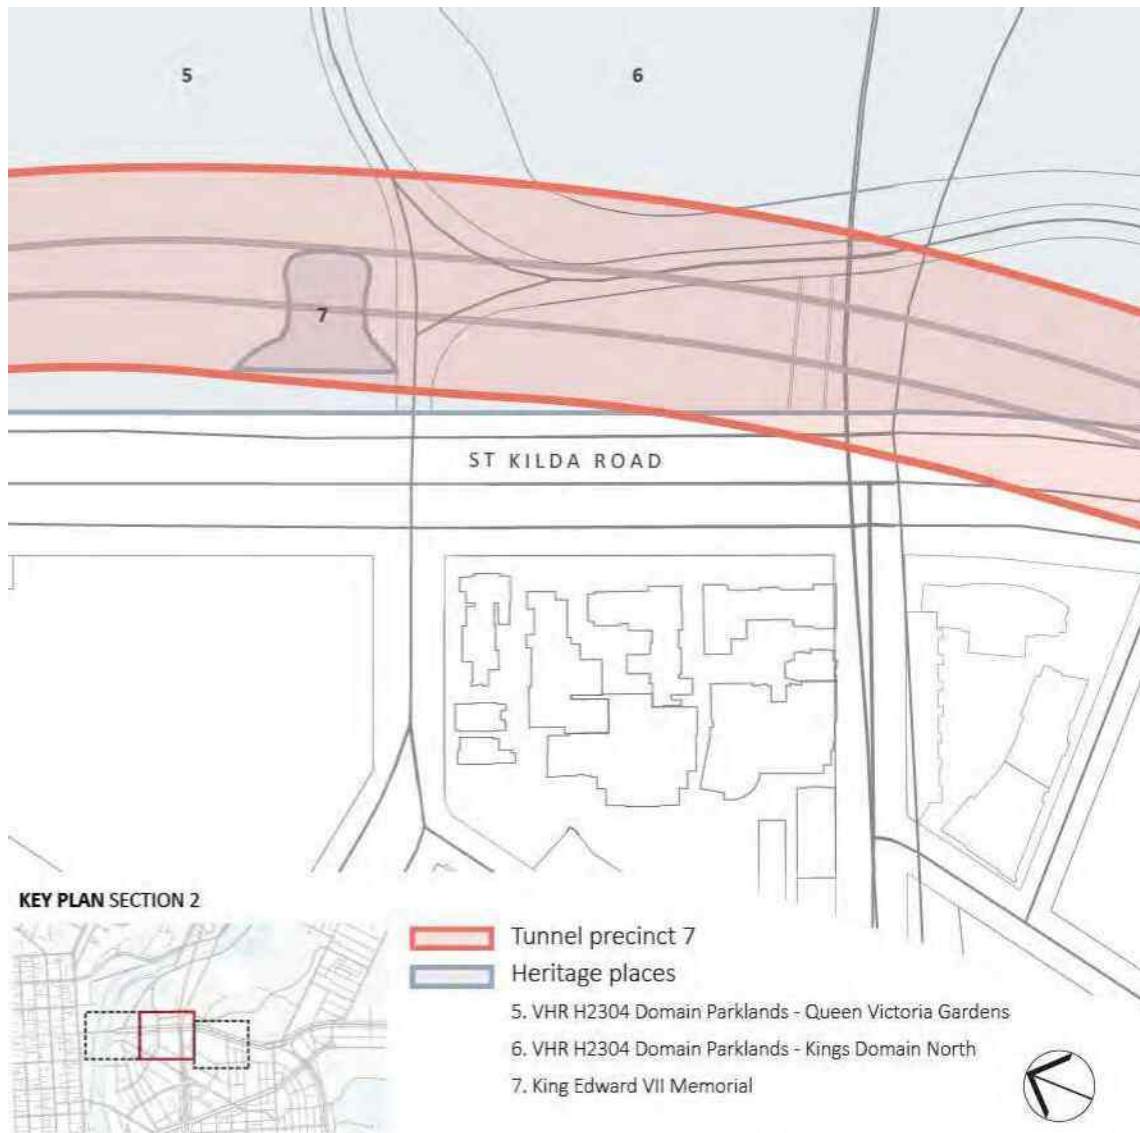 5
6
7
ST KILDA ROAD
KEY PLAN SECTION 2
Tunnel precinct 7
Heritage places
5. VHR H2304 Domain Parklands - Queen Victoria Gardens
6. VHR H2304 Domain Parklands - Kings Domain North
7. King Edward VII Memorial